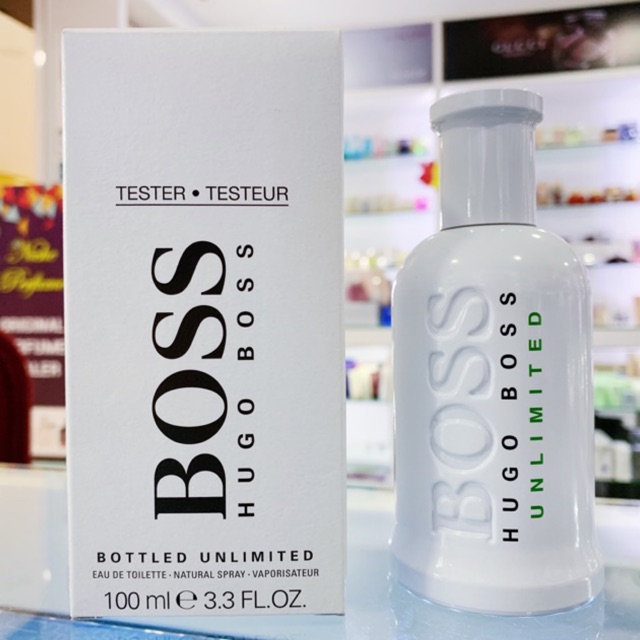 TESTER • TESTEUR
BOSS
HUGO BOSS
BOTTLED UNLIMITED
EAU DE TOILETTE · NATURAL SPRAY · VAPORISATEUR
100 ml ℮ 3.3 FL.OZ.
BOSS
HUGO BOSS
UNLIMITED
GUCCI